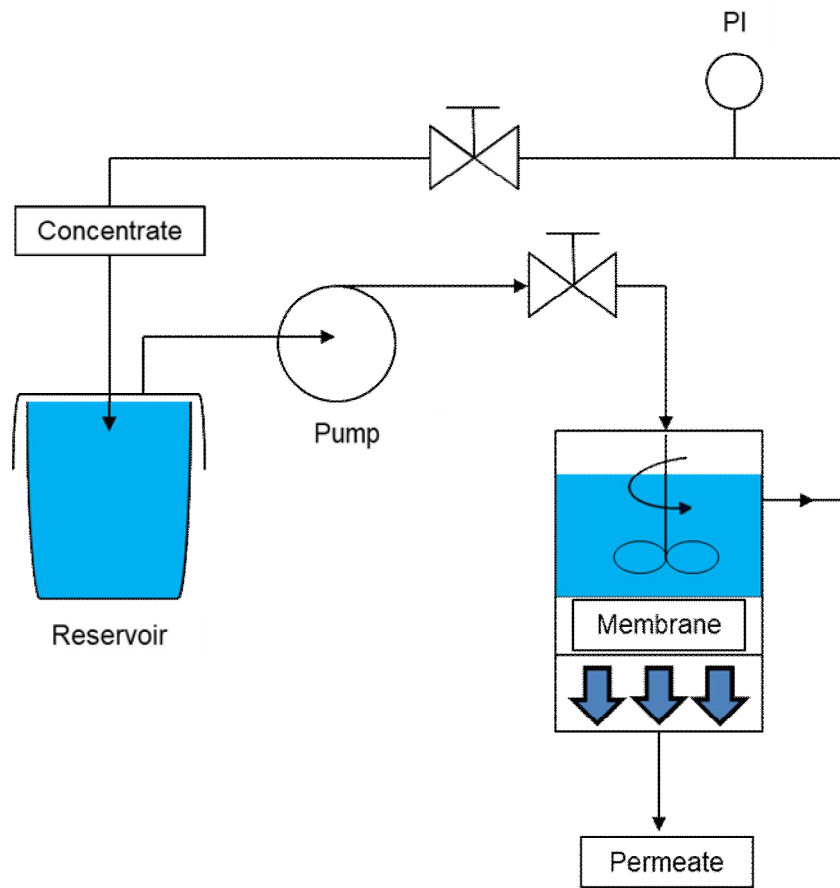 PI
Concentrate
Pump
Reservoir
Membrane
Permeate